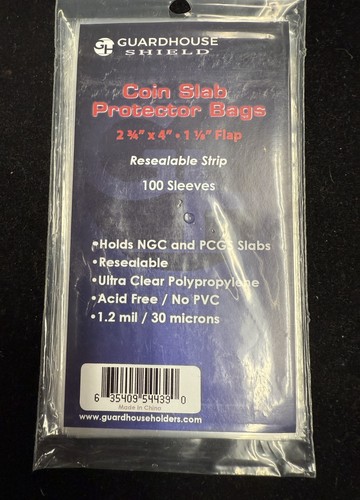 GUARDHOUSE
SHIELD
Coin Slab
Protector Bags
2 ¾" x 4" • 1 ⅛" Flap
Resealable Strip
100 Sleeves
•Holds NGC and PCGS Slabs
•Resealable
•Ultra Clear Polypropylene
•Acid Free / No PVC
•1.2 mil / 30 microns
6 35409 54439 0
Made in China
www.guardhouseholders.com